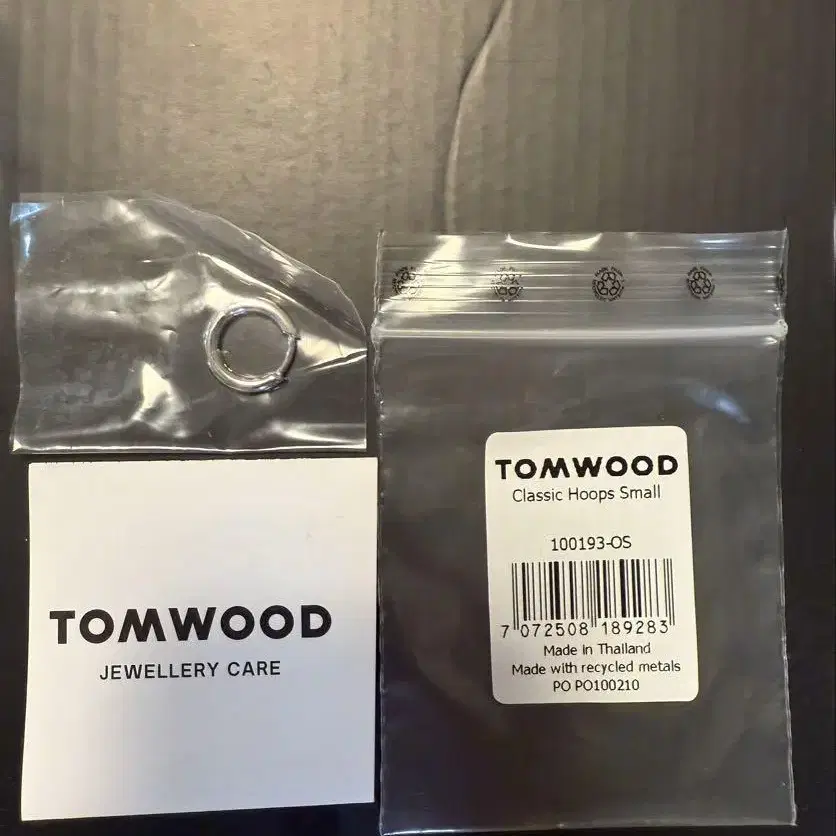 TOMWOOD
Classic Hoops Small
100193-OS
7 072508 189283
Made in Thailand
Made with recycled metals
PO PO100210
TOMWOOD
JEWELLERY CARE